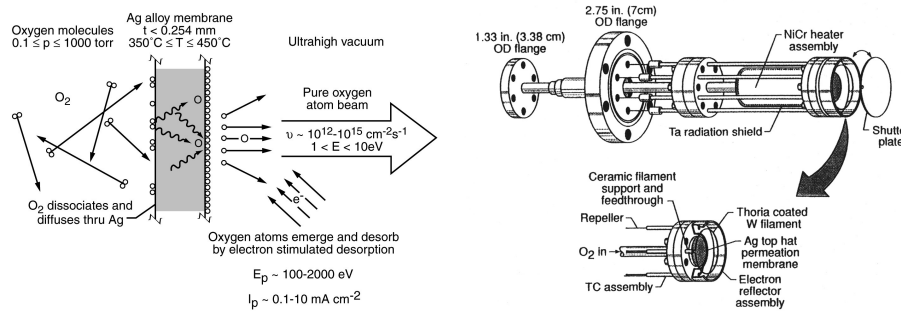 Oxygen molecules
0.1 ≤ p ≤ 1000 torr
Ag alloy membrane
t < 0.254 mm
350°C ≤ T ≤ 450°C
Ultrahigh vacuum
O2
O
O
O
Pure oxygen
atom beam
υ ~ 10¹²-10¹⁵ cm⁻²s⁻¹
1 < E < 10eV
e⁻
O2 dissociates and
diffuses thru Ag
Oxygen atoms emerge and desorb
by electron stimulated desorption
Ep ~ 100-2000 eV
Ip ~ 0.1-10 mA cm⁻²
2.75 in. (7cm)
OD flange
1.33 in. (3.38 cm)
OD flange
NiCr heater
assembly
Ta radiation shield
Shutte
plate
Ceramic filament
support and
feedthrough
Repeller
O2 in
TC assembly
Thoria coated
W filament
Ag top hat
permeation
membrane
Electron
reflector
assembly